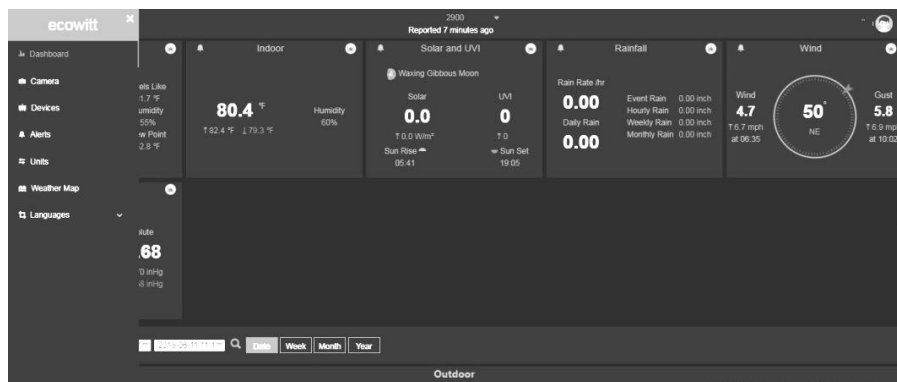 ecowitt ×
2900
Reported 7 minutes ago
Dashboard
Camera
Devices
Alerts
Units
Weather Map
Languages
els Like
1.7 °F
umidity
55%
w Point
2.8 °F
Indoor
80.4 °F
↑82.4 °F ↓79.3 °F
Humidity
60%
Solar and UVI
Waxing Gibbous Moon
Solar
0.0
↑0.0 W/m²
UVI
0
↑0
Sun Rise
05:41
Sun Set
19:05
Rainfall
Rain Rate /hr
0.00
Daily Rain
0.00
Event Rain 0.00 inch
Hourly Rain 0.00 inch
Weekly Rain 0.00 inch
Monthly Rain 0.00 inch
Wind
Wind
4.7
↑6.7 mph
at 06:35
50°
NE
Gust
5.8
↑6.9 mp
at 10:02
olute
.68
0 inHg
8 inHg
Date Week Month Year
Outdoor